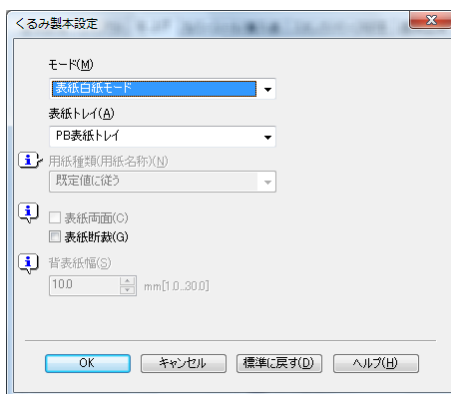 くるみ製本設定
モード(M)
表紙白紙モード
表紙トレイ(A)
PB表紙トレイ
用紙種類(用紙名称)(N)
既定値に従う
表紙両面(C)
表紙断裁(G)
背表紙幅(S)
10.0 mm[1.0..30.0]
OK キャンセル 標準に戻す(D) ヘルプ(H)